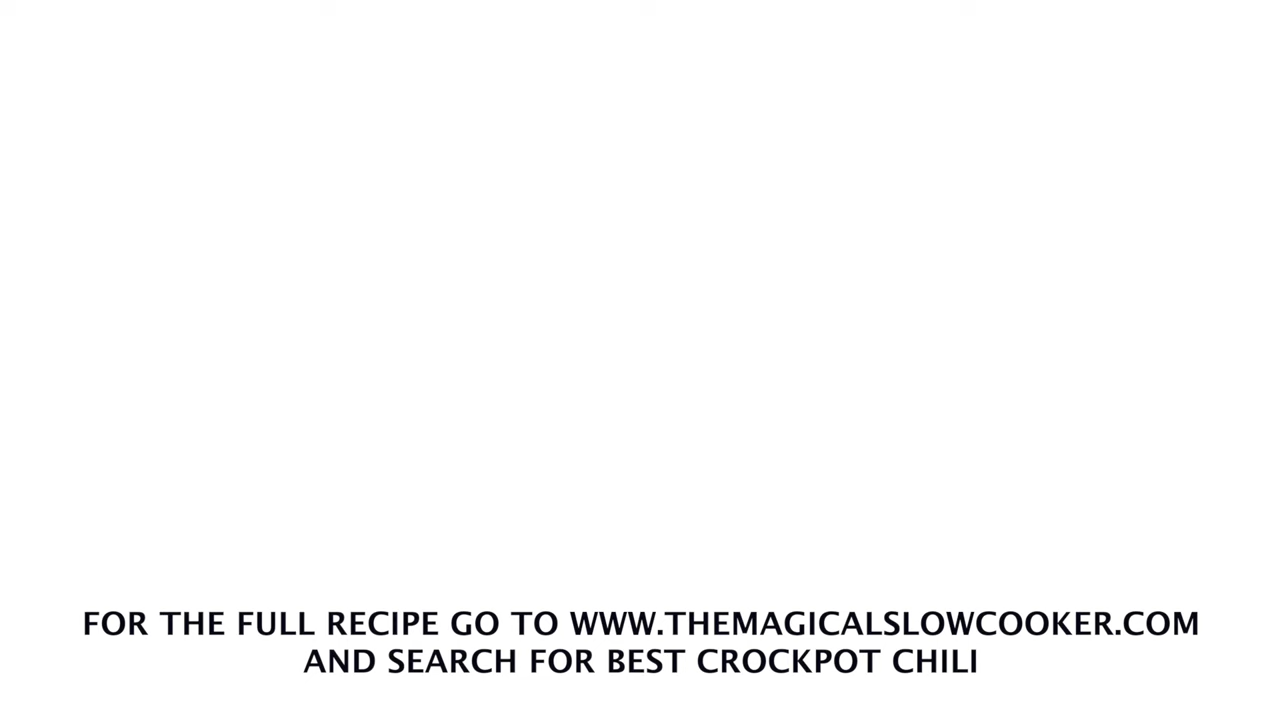 FOR THE FULL RECIPE GO TO WWW.THEMAGICALSLOWCOOKER.COM
AND SEARCH FOR BEST CROCKPOT CHILI